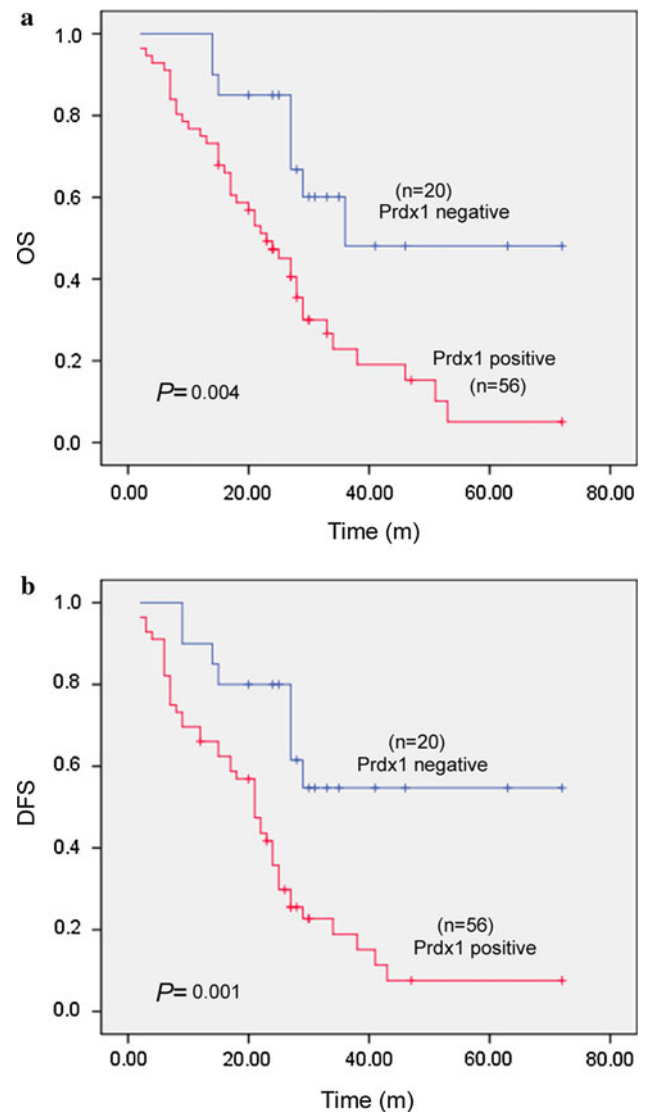 a
1.0
0.8
0.6
0.4
0.2
0.0
OS
(n=20)
Prdx1 negative
Prdx1 positive
(n=56)
P= 0.004
0.00 20.00 40.00 60.00 80.00
Time (m)
b
1.0
0.8
0.6
0.4
0.2
0.0
DFS
(n=20)
Prdx1 negative
(n=56)
Prdx1 positive
P= 0.001
0.00 20.00 40.00 60.00 80.00
Time (m)